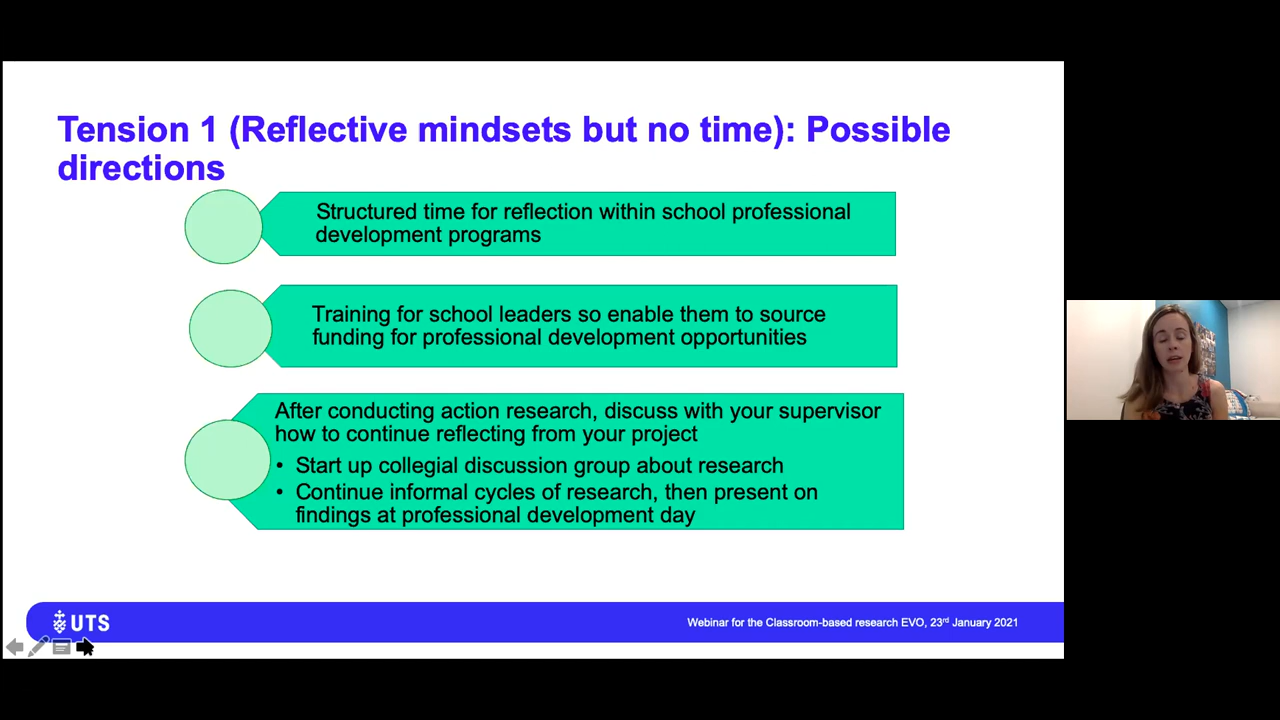 Tension 1 (Reflective mindsets but no time): Possible
directions
Structured time for reflection within school professional
development programs
Training for school leaders so enable them to source
funding for professional development opportunities
After conducting action research, discuss with your supervisor
how to continue reflecting from your project
• Start up collegial discussion group about research
• Continue informal cycles of research, then present on
findings at professional development day
UTS
Webinar for the Classroom-based research EVO, 23rd January 2021